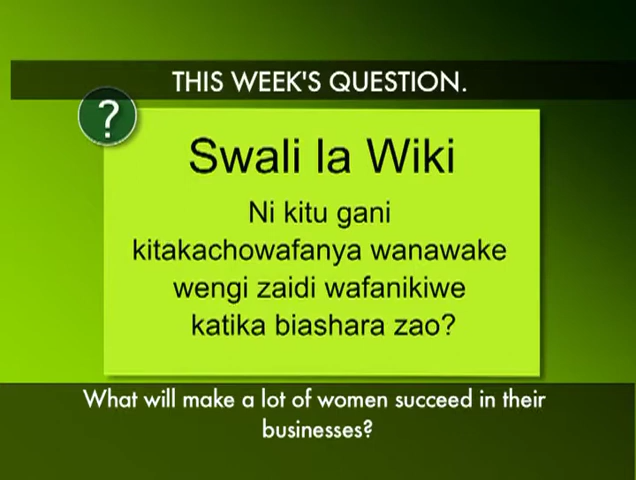 THIS WEEK'S QUESTION.
?
Swali la Wiki
Ni kitu gani
kitakachowafanya wanawake
wengi zaidi wafanikiwe
katika biashara zao?
What will make a lot of women succeed in their
businesses?